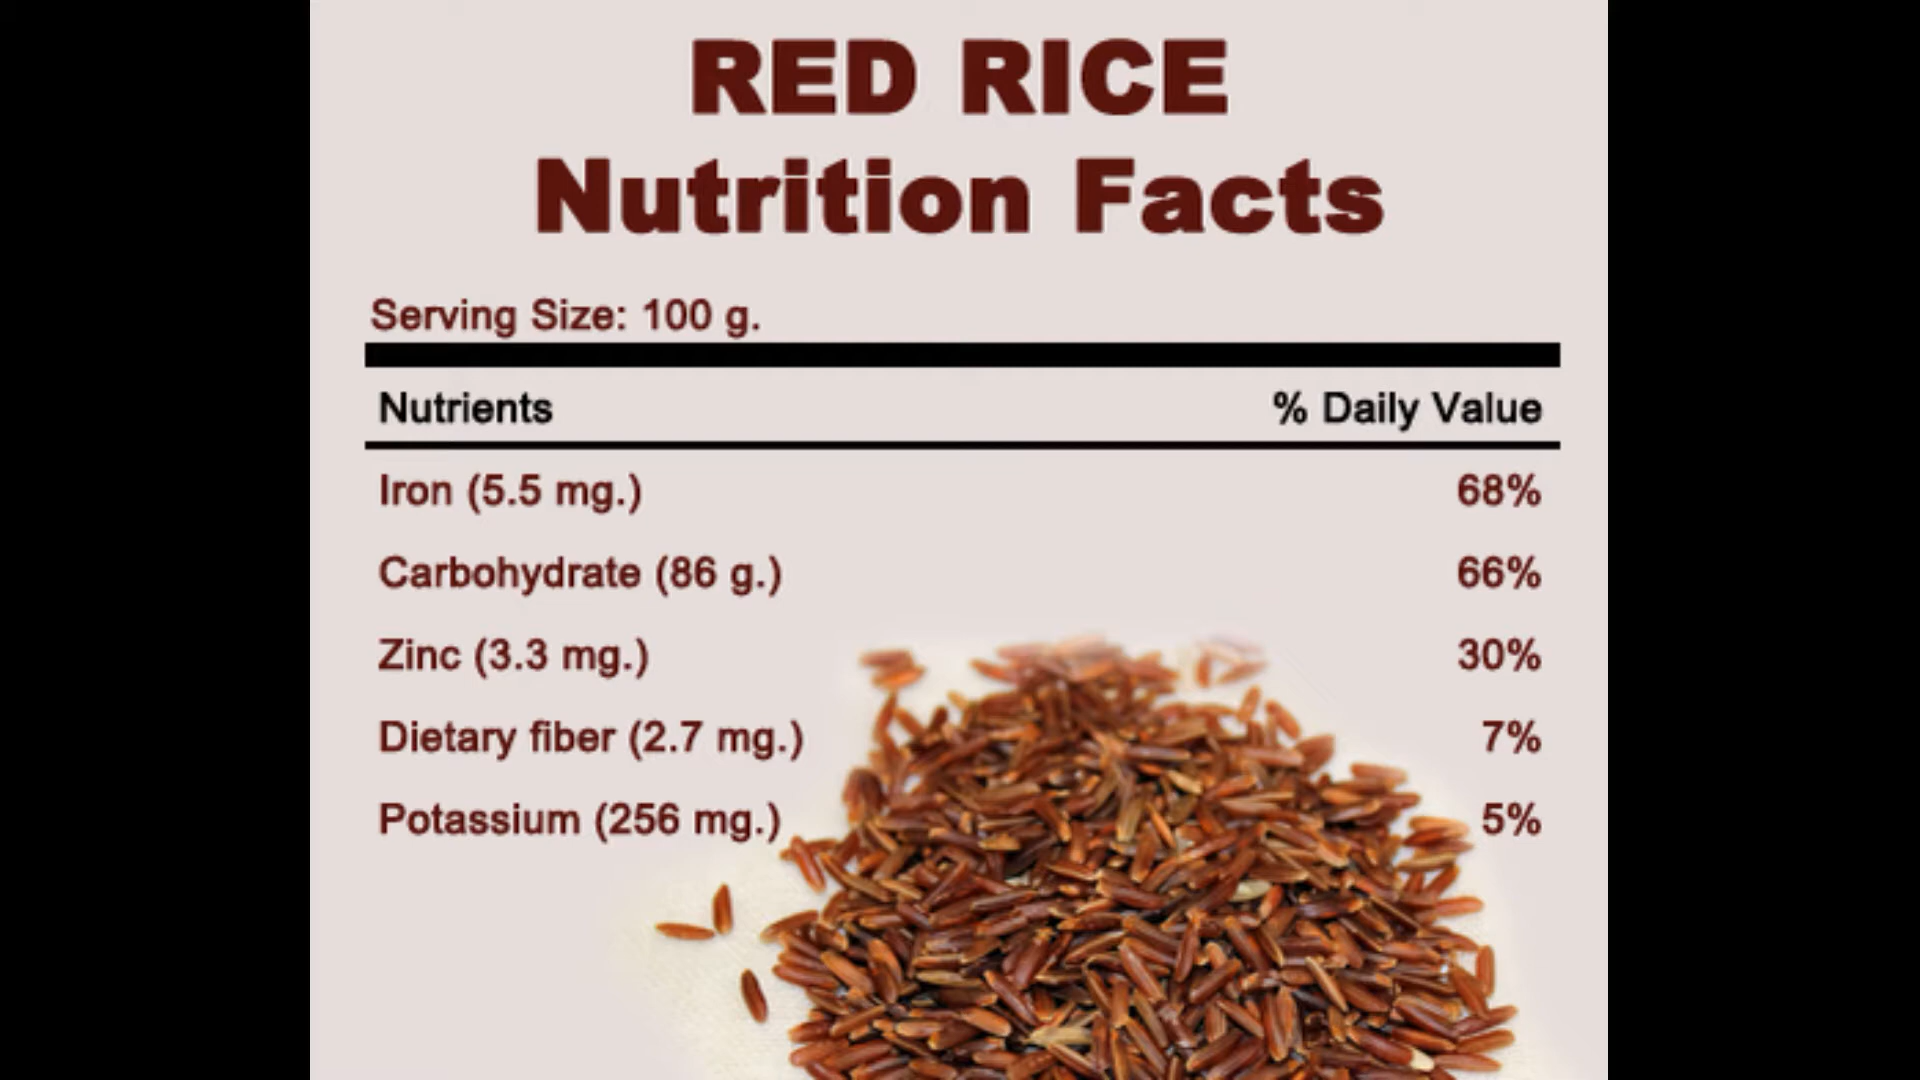 RED RICE
Nutrition Facts
Serving Size: 100 g.
Nutrients % Daily Value
Iron (5.5 mg.) 68%
Carbohydrate (86 g.) 66%
Zinc (3.3 mg.) 30%
Dietary fiber (2.7 mg.) 7%
Potassium (256 mg.) 5%